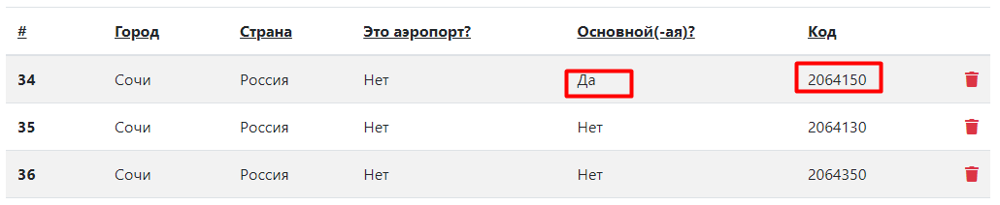 # Город Страна Это аэропорт? Основной(-ая)? Код
34 Сочи Россия Нет Да 2064150
35 Сочи Россия Нет Нет 2064130
36 Сочи Россия Нет Нет 2064350